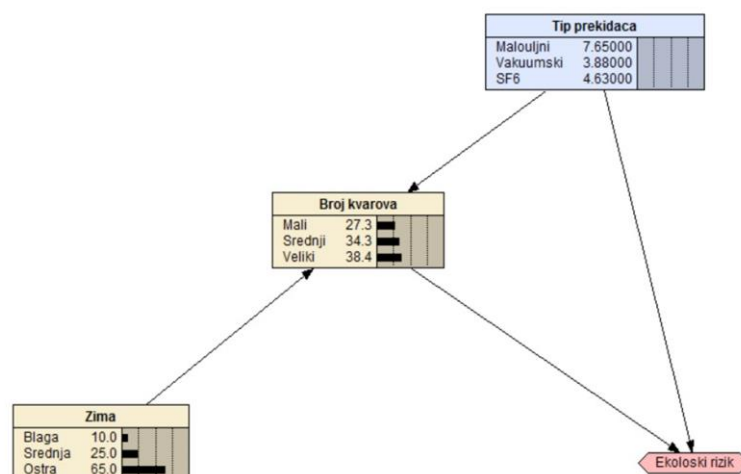 Tip prekidaca
Malouljni 7.65000
Vakuumski 3.88000
SF6 4.63000
Broj kvarova
Mali 27.3
Srednji 34.3
Veliki 38.4
Zima
Blaga 10.0
Srednja 25.0
Ostra 65.0
Ekoloski rizik